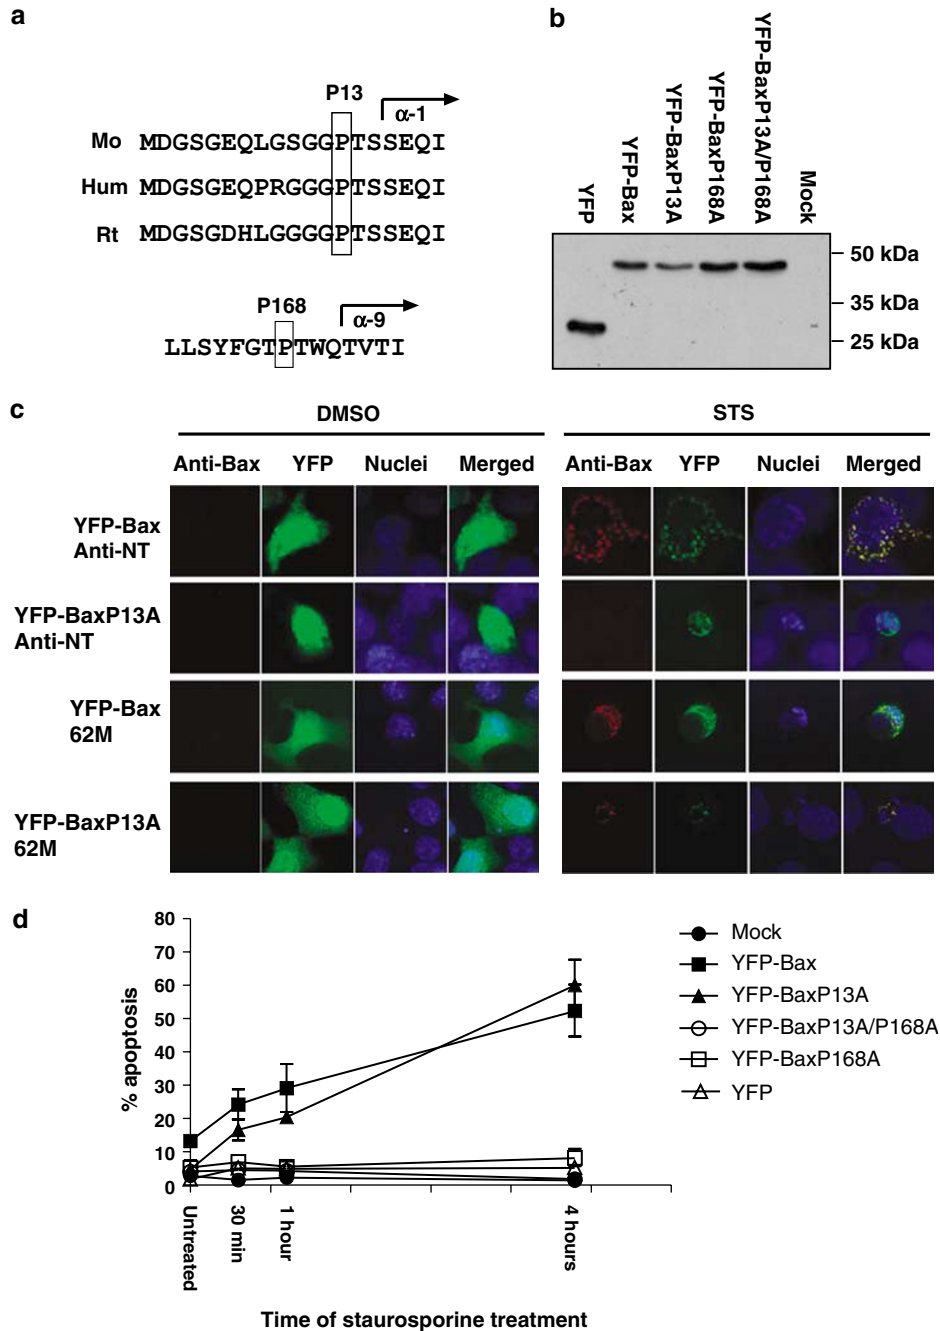 a
P13
α-1
Mo MDGSGEQLGSGGPTSSEQI
Hum MDGSGEQPRGGGPTSSEQI
Rt MDGSGDHLGGGGPTSSEQI
P168
α-9
LLSYFGTPTWQTVTI
b
YFP
YFP-Bax
YFP-BaxP13A
YFP-BaxP168A
YFP-BaxP13A/P168A
Mock
50 kDa
35 kDa
25 kDa
c
DMSO
STS
Anti-Bax YFP Nuclei Merged
Anti-Bax YFP Nuclei Merged
YFP-Bax
Anti-NT
YFP-BaxP13A
Anti-NT
YFP-Bax
62M
YFP-BaxP13A
62M
d
% apoptosis
80
70
60
50
40
30
20
10
0
Untreated
30 min
1 hour
4 hours
Time of staurosporine treatment
Mock
YFP-Bax
YFP-BaxP13A
YFP-BaxP13A/P168A
YFP-BaxP168A
YFP